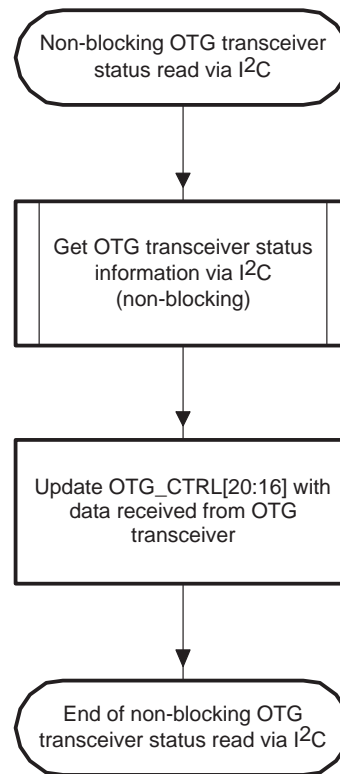 Non-blocking OTG transceiver
status read via I²C
Get OTG transceiver status
information via I²C
(non-blocking)
Update OTG_CTRL[20:16] with
data received from OTG
transceiver
End of non-blocking OTG
transceiver status read via I²C